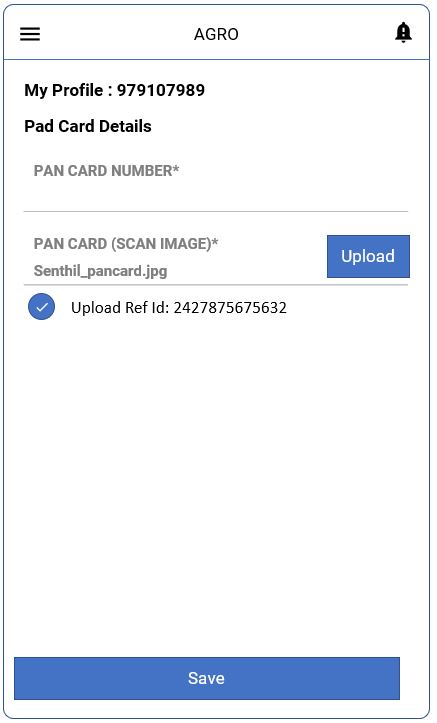 AGRO
My Profile : 979107989
Pad Card Details
PAN CARD NUMBER*
PAN CARD (SCAN IMAGE)*
Senthil_pancard.jpg
Upload
Upload Ref Id: 2427875675632
Save